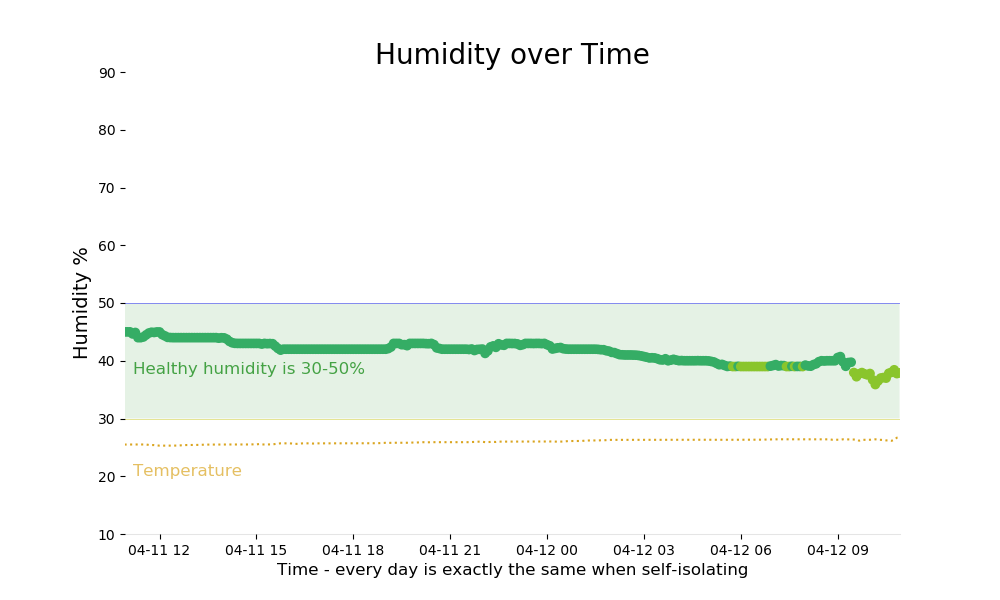 Humidity over Time
90
80
70
60
50
40
30
20
10
Humidity %
Healthy humidity is 30-50%
Temperature
04-11 12 04-11 15 04-11 18 04-11 21 04-12 00 04-12 03 04-12 06 04-12 09
Time - every day is exactly the same when self-isolating